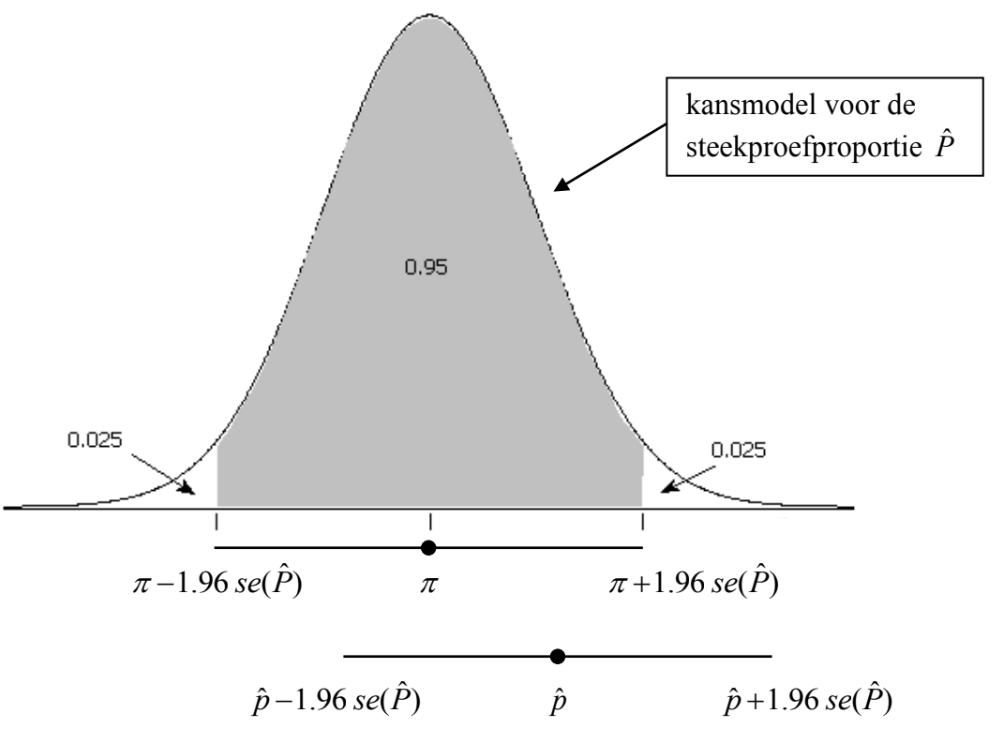 kansmodel voor de
steekproefproportie P̂
0.95
0.025
0.025
π −1.96 se(P̂)
π
π +1.96 se(P̂)
p̂ −1.96 se(P̂)
p̂
p̂ +1.96 se(P̂)